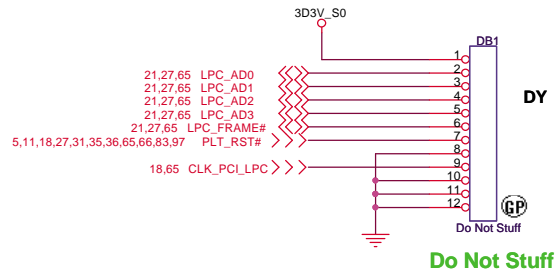 3D3V_S0
DB1
1
21,27,65 LPC_AD0 2
21,27,65 LPC_AD1 3
21,27,65 LPC_AD2 4
21,27,65 LPC_AD3 5
21,27,65 LPC_FRAME# 6
5,11,18,27,31,35,36,65,66,83,97 PLT_RST# 7
8
18,65 CLK_PCI_LPC 9
10
11
12
DY
GP
Do Not Stuff
Do Not Stuff